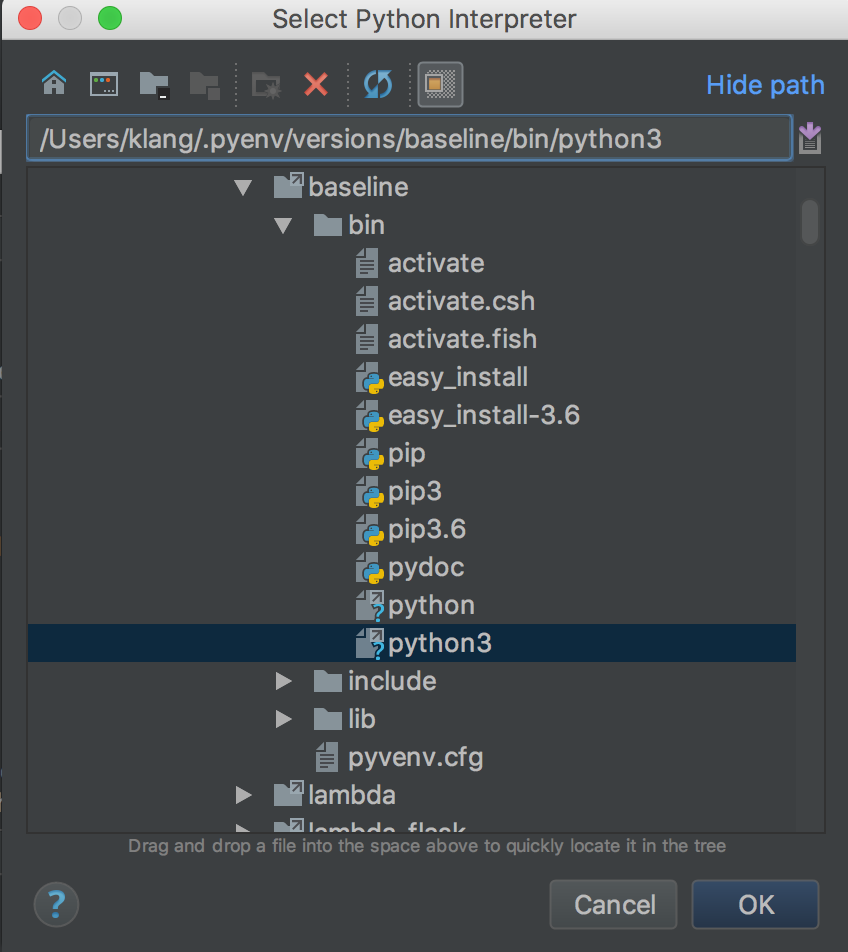 Select Python Interpreter
Hide path
/Users/klang/.pyenv/versions/baseline/bin/python3
baseline
bin
activate
activate.csh
activate.fish
easy_install
easy_install-3.6
pip
pip3
pip3.6
pydoc
python
python3
include
lib
pyvenv.cfg
lambda
lambda_flask
Drag and drop a file into the space above to quickly locate it in the tree
?
Cancel
OK